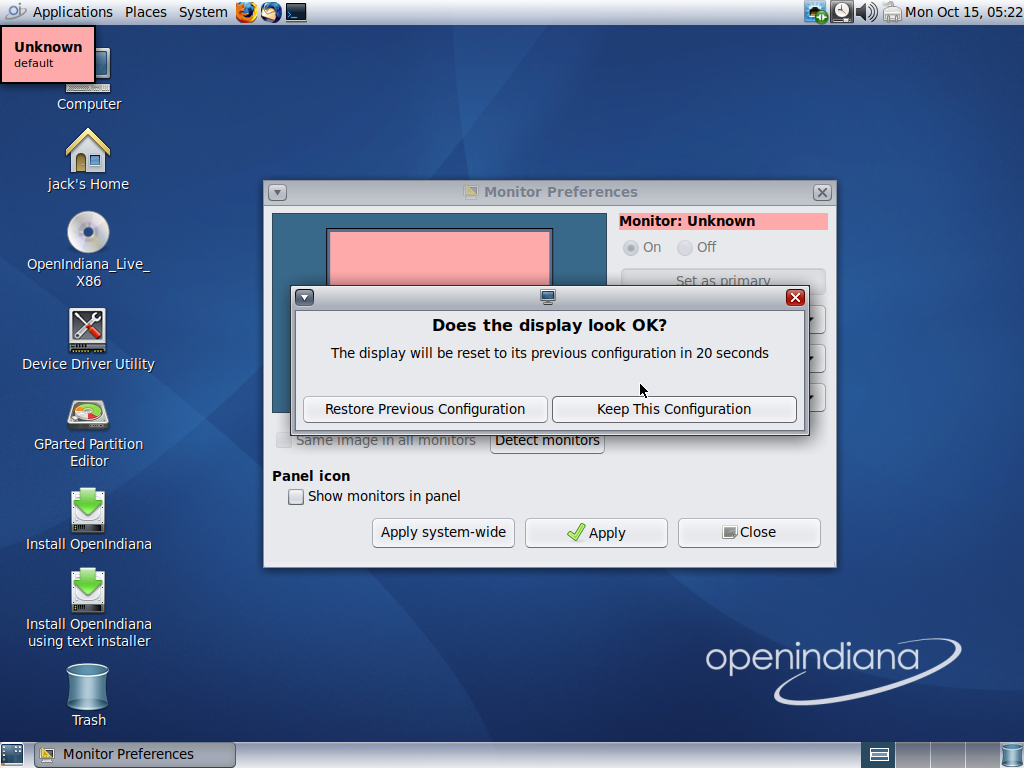 Applications Places System
Mon Oct 15, 05:22
Unknown
default
Computer
jack's Home
OpenIndiana_Live_
X86
Device Driver Utility
GParted Partition
Editor
Install OpenIndiana
Install OpenIndiana
using text installer
Trash
Monitor Preferences
Monitor: Unknown
On Off
Set as primary
Does the display look OK?
The display will be reset to its previous configuration in 20 seconds
Restore Previous Configuration Keep This Configuration
Same image in all monitors Detect monitors
Panel icon
Show monitors in panel
Apply system-wide Apply Close
openindiana
Monitor Preferences